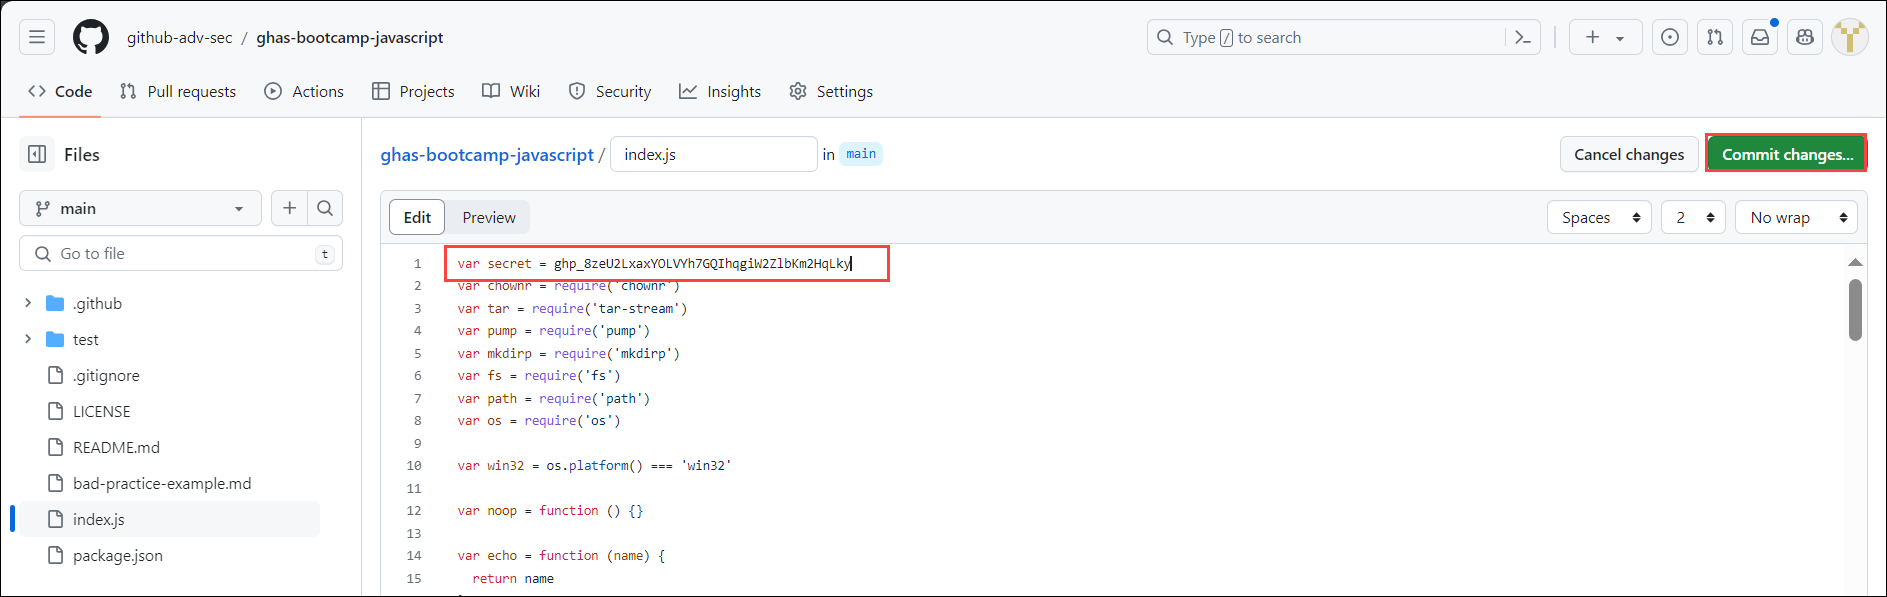 github-adv-sec / ghas-bootcamp-javascript
Type / to search
Code Pull requests Actions Projects Wiki Security Insights Settings
Files
main
Go to file
t
.github
test
.gitignore
LICENSE
README.md
bad-practice-example.md
index.js
package.json
ghas-bootcamp-javascript / index.js in main
Cancel changes Commit changes...
Edit Preview
Spaces 2 No wrap
1 var secret = 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
2 var chownr = require('chownr')
3 var tar = require('tar-stream')
4 var pump = require('pump')
5 var mkdirp = require('mkdirp')
6 var fs = require('fs')
7 var path = require('path')
8 var os = require('os')
9
10 var win32 = os.platform() === 'win32'
11
12 var noop = function () {}
13
14 var echo = function (name) {
15 return name